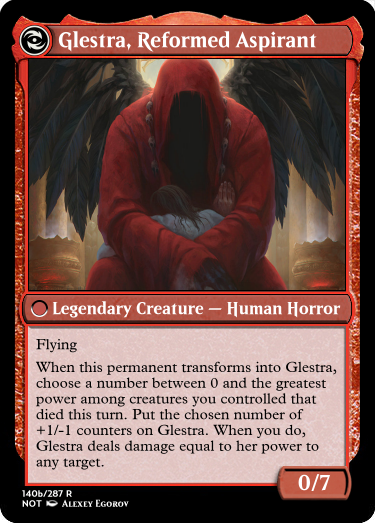 Glestra, Reformed Aspirant
Legendary Creature — Human Horror
Flying
When this permanent transforms into Glestra,
choose a number between 0 and the greatest
power among creatures you controlled that
died this turn. Put the chosen number of
+1/-1 counters on Glestra. When you do,
Glestra deals damage equal to her power to
any target.
0/7
140b/287 R
NOT Alexey Egorov